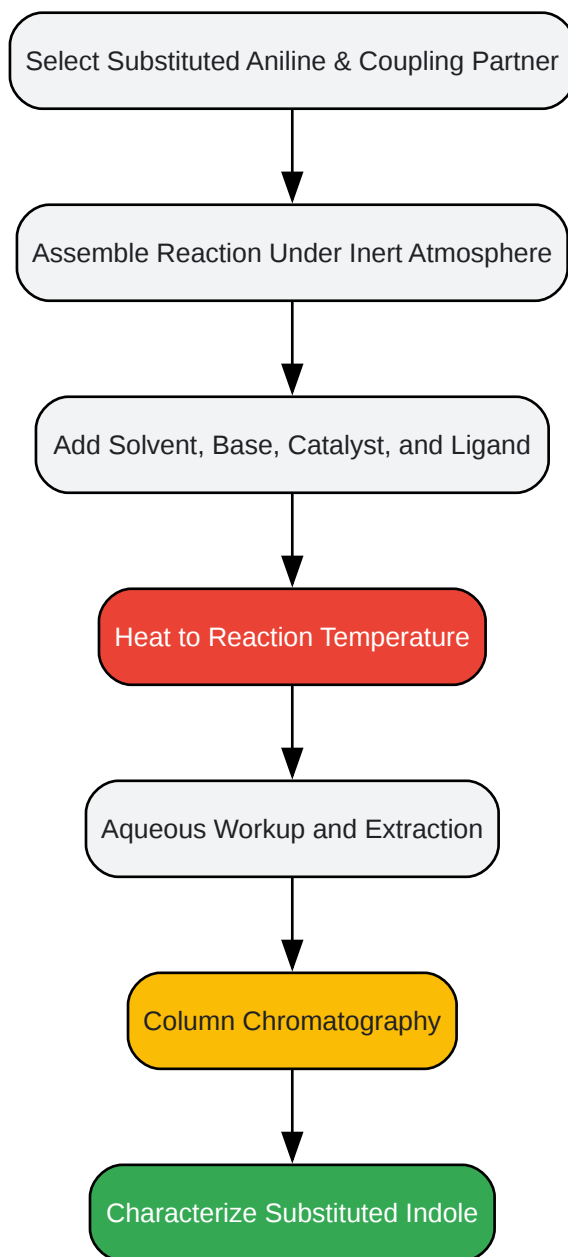 Select Substituted Aniline & Coupling Partner
Assemble Reaction Under Inert Atmosphere
Add Solvent, Base, Catalyst, and Ligand
Heat to Reaction Temperature
Aqueous Workup and Extraction
Column Chromatography
Characterize Substituted Indole